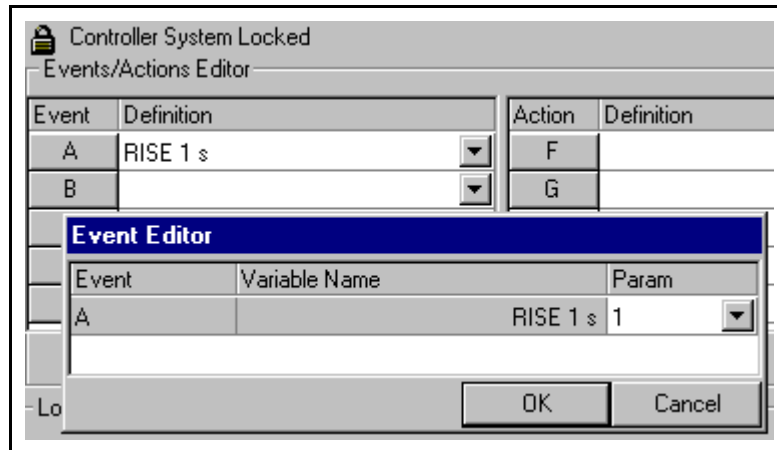 Controller System Locked
Events/Actions Editor
Event Definition Action Definition
A RISE 1 s F
B G
Event Editor
Event Variable Name Param
A RISE 1 s 1
OK Cancel
Lo